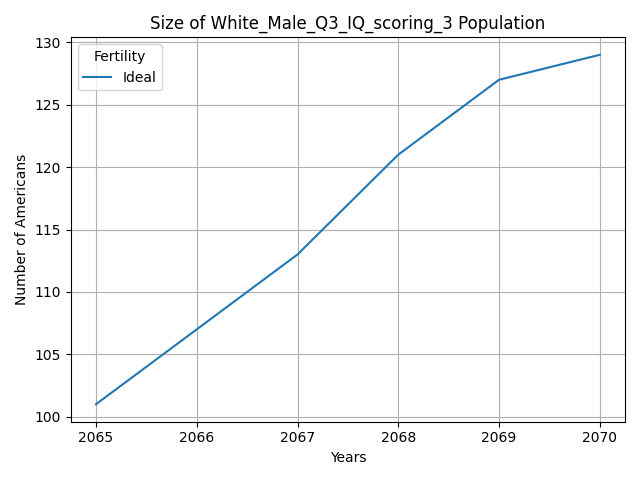 Size of White_Male_Q3_IQ_scoring_3 Population
Fertility
Ideal
130
125
120
115
110
105
100
Number of Americans
2065 2066 2067 2068 2069 2070
Years